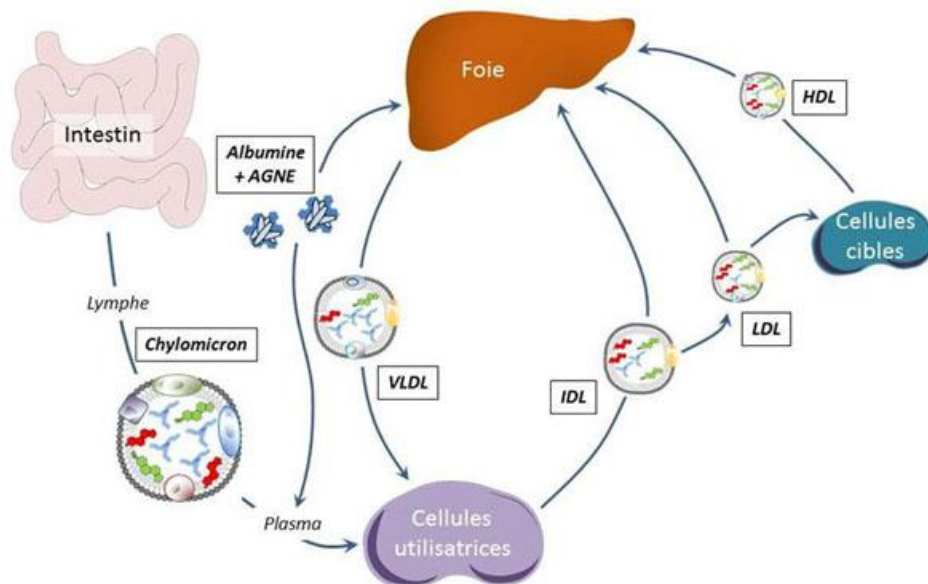 Foie
HDL
Intestin
Albumine
+ AGNE
Cellules
cibles
Lymphe
Chylomicron
LDL
VLDL
IDL
Plasma
Cellules
utilisatrices